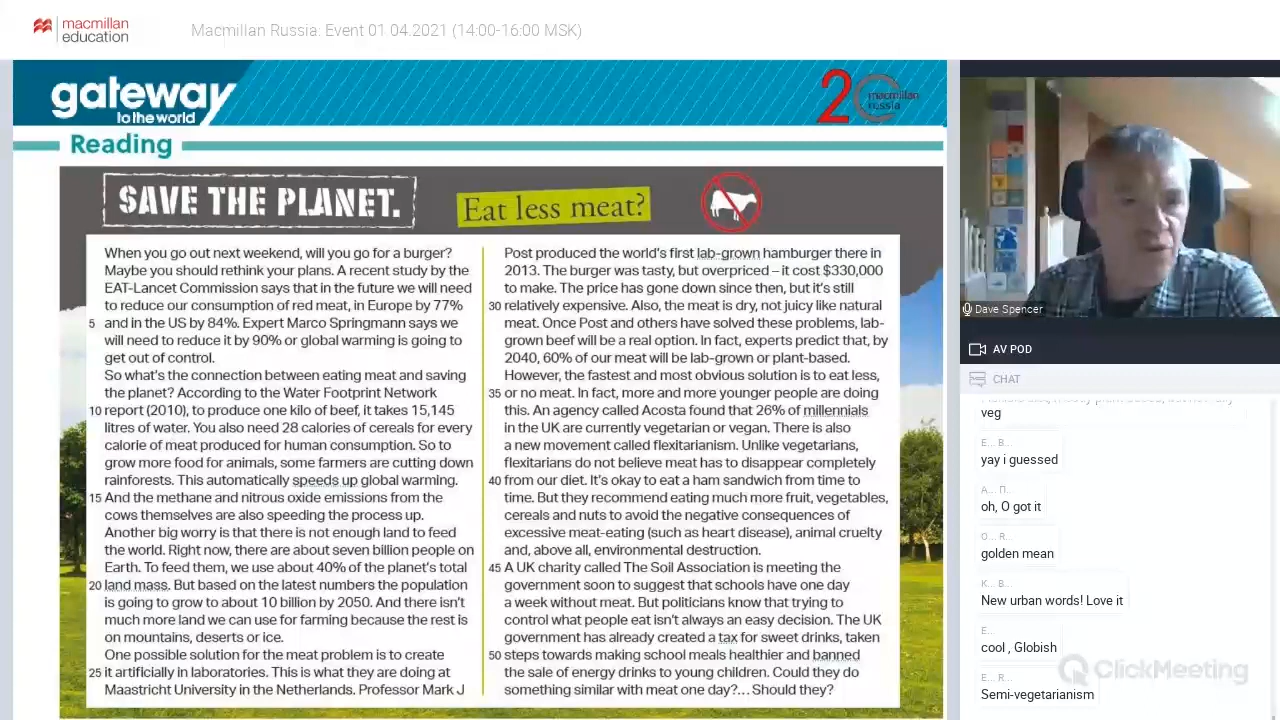 macmillan
education
Macmillan Russia. Event 01 04.2021 (14:00-16:00 MSK)
gateway
to the world
20
macmillan
russia
Reading
SAVE THE PLANET.
Eat less meat?
When you go out next weekend, will you go for a burger?
Maybe you should rethink your plans. A recent study by the
EAT-Lancet Commission says that in the future we will need
to reduce our consumption of red meat, in Europe by 77%
5 and in the US by 84%. Expert Marco Springmann says we
will need to reduce it by 90% or global warming is going to
get out of control.
So what's the connection between eating meat and saving
the planet? According to the Water Footprint Network
10 report (2010), to produce one kilo of beef, it takes 15,145
litres of water. You also need 28 calories of cereals for every
calorie of meat produced for human consumption. So to
grow more food for animals, some farmers are cutting down
rainforests. This automatically speeds up global warming.
15 And the methane and nitrous oxide emissions from the
cows themselves are also speeding the process up.
Another big worry is that there is not enough land to feed
the world. Right now, there are about seven billion people on
Earth. To feed them, we use about 40% of the planet's total
20 land mass. But based on the latest numbers the population
is going to grow to about 10 billion by 2050. And there isn't
much more land we can use for farming because the rest is
on mountains, deserts or ice.
One possible solution for the meat problem is to create
25 it artificially in laboratories. This is what they are doing at
Maastricht University in the Netherlands. Professor Mark J
Post produced the world's first lab-grown hamburger there in
2013. The burger was tasty, but overpriced – it cost $330,000
to make. The price has gone down since then, but it's still
30 relatively expensive. Also, the meat is dry, not juicy like natural
meat. Once Post and others have solved these problems, lab-
grown beef will be a real option. In fact, experts predict that, by
2040, 60% of our meat will be lab-grown or plant-based.
However, the fastest and most obvious solution is to eat less,
35 or no meat. In fact, more and more younger people are doing
this. An agency called Acosta found that 26% of millennials
in the UK are currently vegetarian or vegan. There is also
a new movement called flexitarianism. Unlike vegetarians,
flexitarians do not believe meat has to disappear completely
40 from our diet. It's okay to eat a ham sandwich from time to
time. But they recommend eating much more fruit, vegetables,
cereals and nuts to avoid the negative consequences of
excessive meat-eating (such as heart disease), animal cruelty
and, above all, environmental destruction.
45 A UK charity called The Soil Association is meeting the
government soon to suggest that schools have one day
a week without meat. But politicians know that trying to
control what people eat isn't always an easy decision. The UK
government has already created a tax for sweet drinks, taken
50 steps towards making school meals healthier and banned
the sale of energy drinks to young children. Could they do
something similar with meat one day?... Should they?
Dave Spencer
AV POD
CHAT
veg
E... B...
yay i guessed
A... П...
oh, O got it
O... R...
golden mean
K... B...
New urban words! Love it
E...
cool , Globish
E... R...
Semi-vegetarianism
ClickMeeting